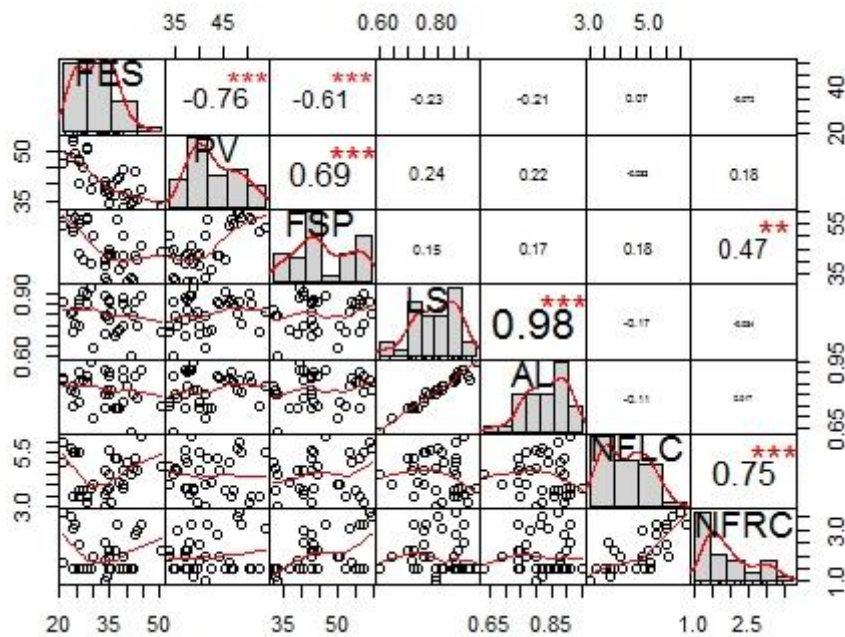 35 45 0.60 0.80 3.0 5.0
FES -0.76 *** -0.61 *** -0.23 -0.21 0.07 20 40
50 35 PV 0.69 *** 0.24 0.22 0.18
FSP 0.15 0.17 0.18 0.47 ** 35 55
0.90 0.60 LS 0.98 *** -0.17
AL -0.11 0.65 0.95
5.5 3.0 NFLC 0.75 ***
NFRC 1.0 3.0
20 35 50 35 50 0.65 0.85 1.0 2.5